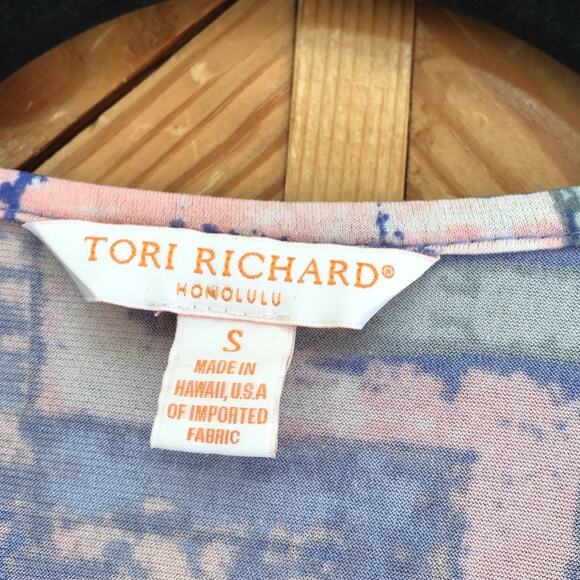 TORI RICHARD®
HONOLULU
S
MADE IN
HAWAII, U.S.A
OF IMPORTED
FABRIC